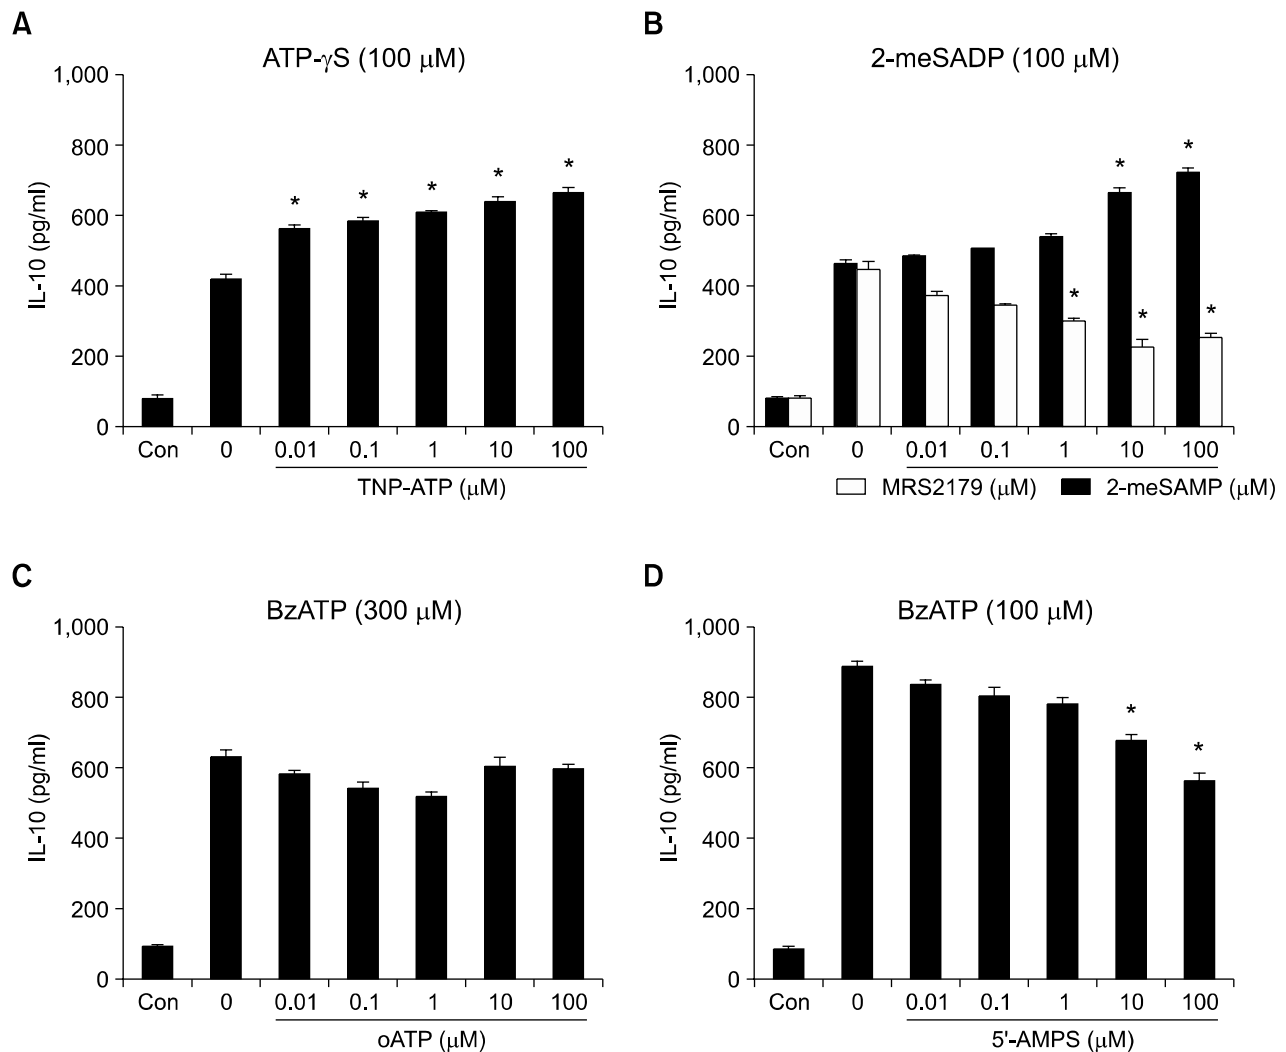 A
ATP-γS (100 μM)
IL-10 (pg/ml)
1,000
800
600
400
200
0
* * * * *
Con 0 0.01 0.1 1 10 100
TNP-ATP (μM)
B
2-meSADP (100 μM)
IL-10 (pg/ml)
1,000
800
600
400
200
0
* * * * *
Con 0 0.01 0.1 1 10 100
MRS2179 (μM) 2-meSAMP (μM)
C
BzATP (300 μM)
IL-10 (pg/ml)
1,000
800
600
400
200
0
Con 0 0.01 0.1 1 10 100
oATP (μM)
D
BzATP (100 μM)
IL-10 (pg/ml)
1,000
800
600
400
200
0
* *
Con 0 0.01 0.1 1 10 100
5'-AMPS (μM)